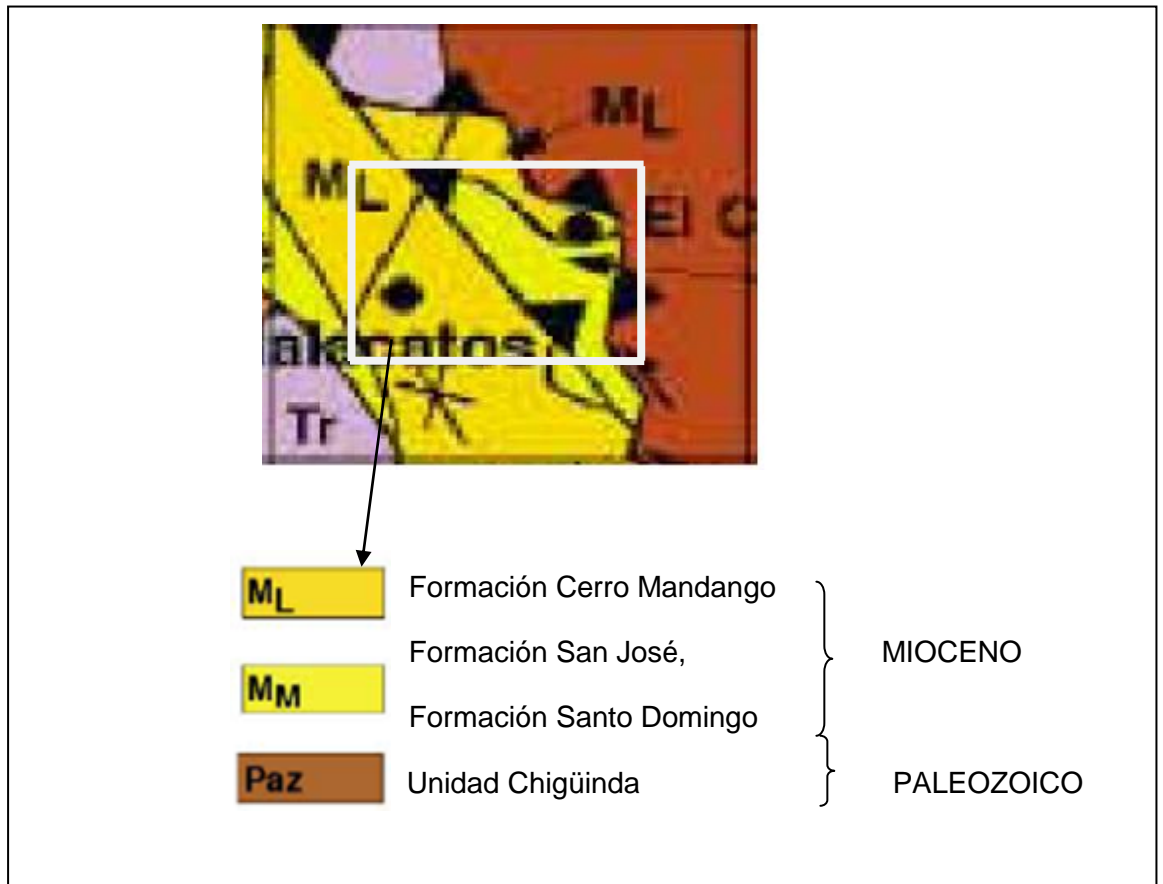 ML
ML
El C
Tr
ML Formación Cerro Mandango
Formación San José,
MIOCENO
MM
Formación Santo Domingo
Paz Unidad Chigüinda
PALEOZOICO